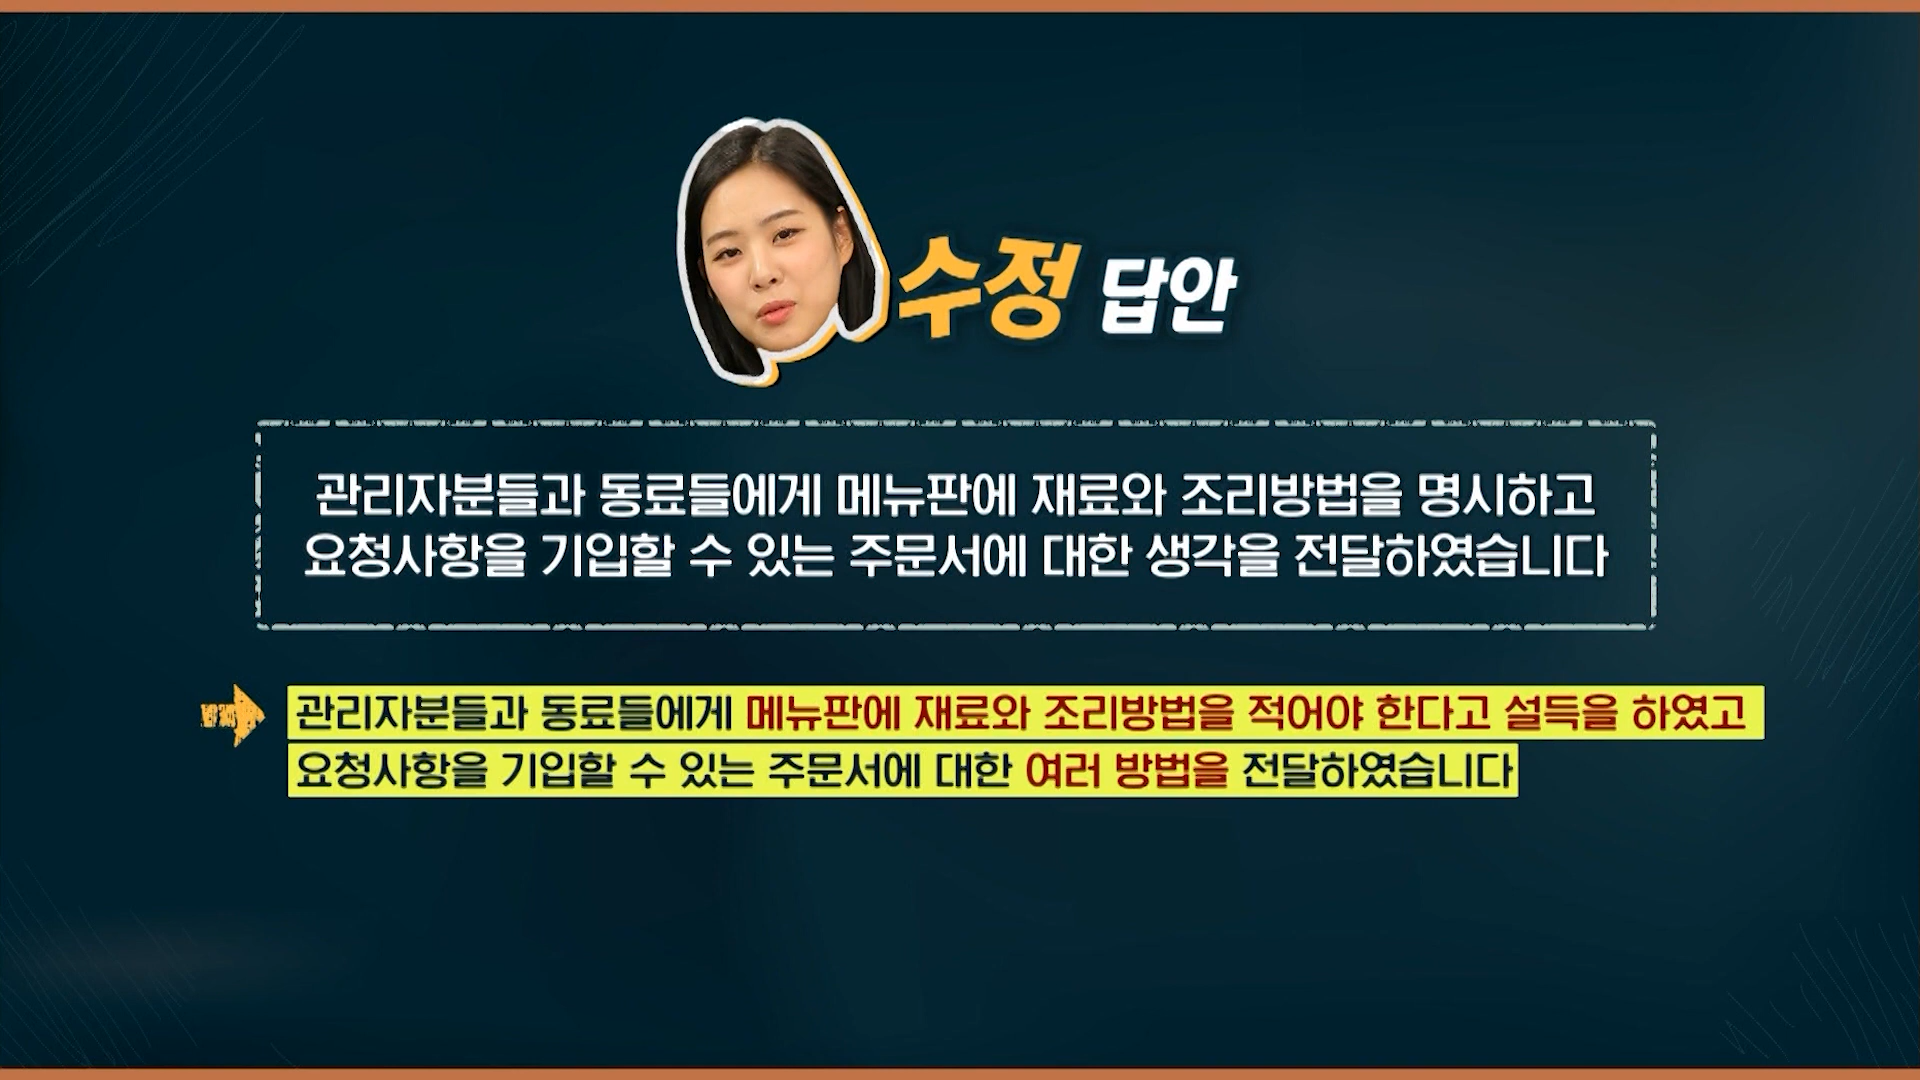 수정 답안
관리자분들과 동료들에게 메뉴판에 재료와 조리방법을 명시하고
요청사항을 기입할 수 있는 주문서에 대한 생각을 전달하였습니다
관리자분들과 동료들에게 메뉴판에 재료와 조리방법을 적어야 한다고 설득을 하였고
요청사항을 기입할 수 있는 주문서에 대한 여러 방법을 전달하였습니다